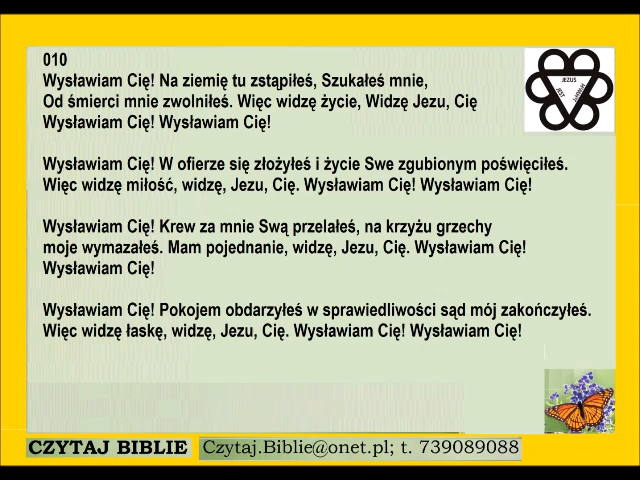 010
Wysławiam Cię! Na ziemię tu zstąpiłeś, Szukałeś mnie,
Od śmierci mnie zwolniłeś. Więc widzę życie, Widzę Jezu, Cię
Wysławiam Cię! Wysławiam Cię!
Wysławiam Cię! W ofierze się złożyłeś i życie Swe zgubionym poświęciłeś.
Więc widzę miłość, widzę, Jezu, Cię. Wysławiam Cię! Wysławiam Cię!
Wysławiam Cię! Krew za mnie Swą przelałeś, na krzyżu grzechy
moje wymazałeś. Mam pojednanie, widzę, Jezu, Cię. Wysławiam Cię!
Wysławiam Cię!
Wysławiam Cię! Pokojem obdarzyłeś w sprawiedliwości sąd mój zakończyłeś.
Więc widzę łaskę, widzę, Jezu, Cię. Wysławiam Cię! Wysławiam Cię!
JEZUS
JEST
CZYTAJ BIBLIE
Czytaj.Biblie@onet.pl; t. 739089088